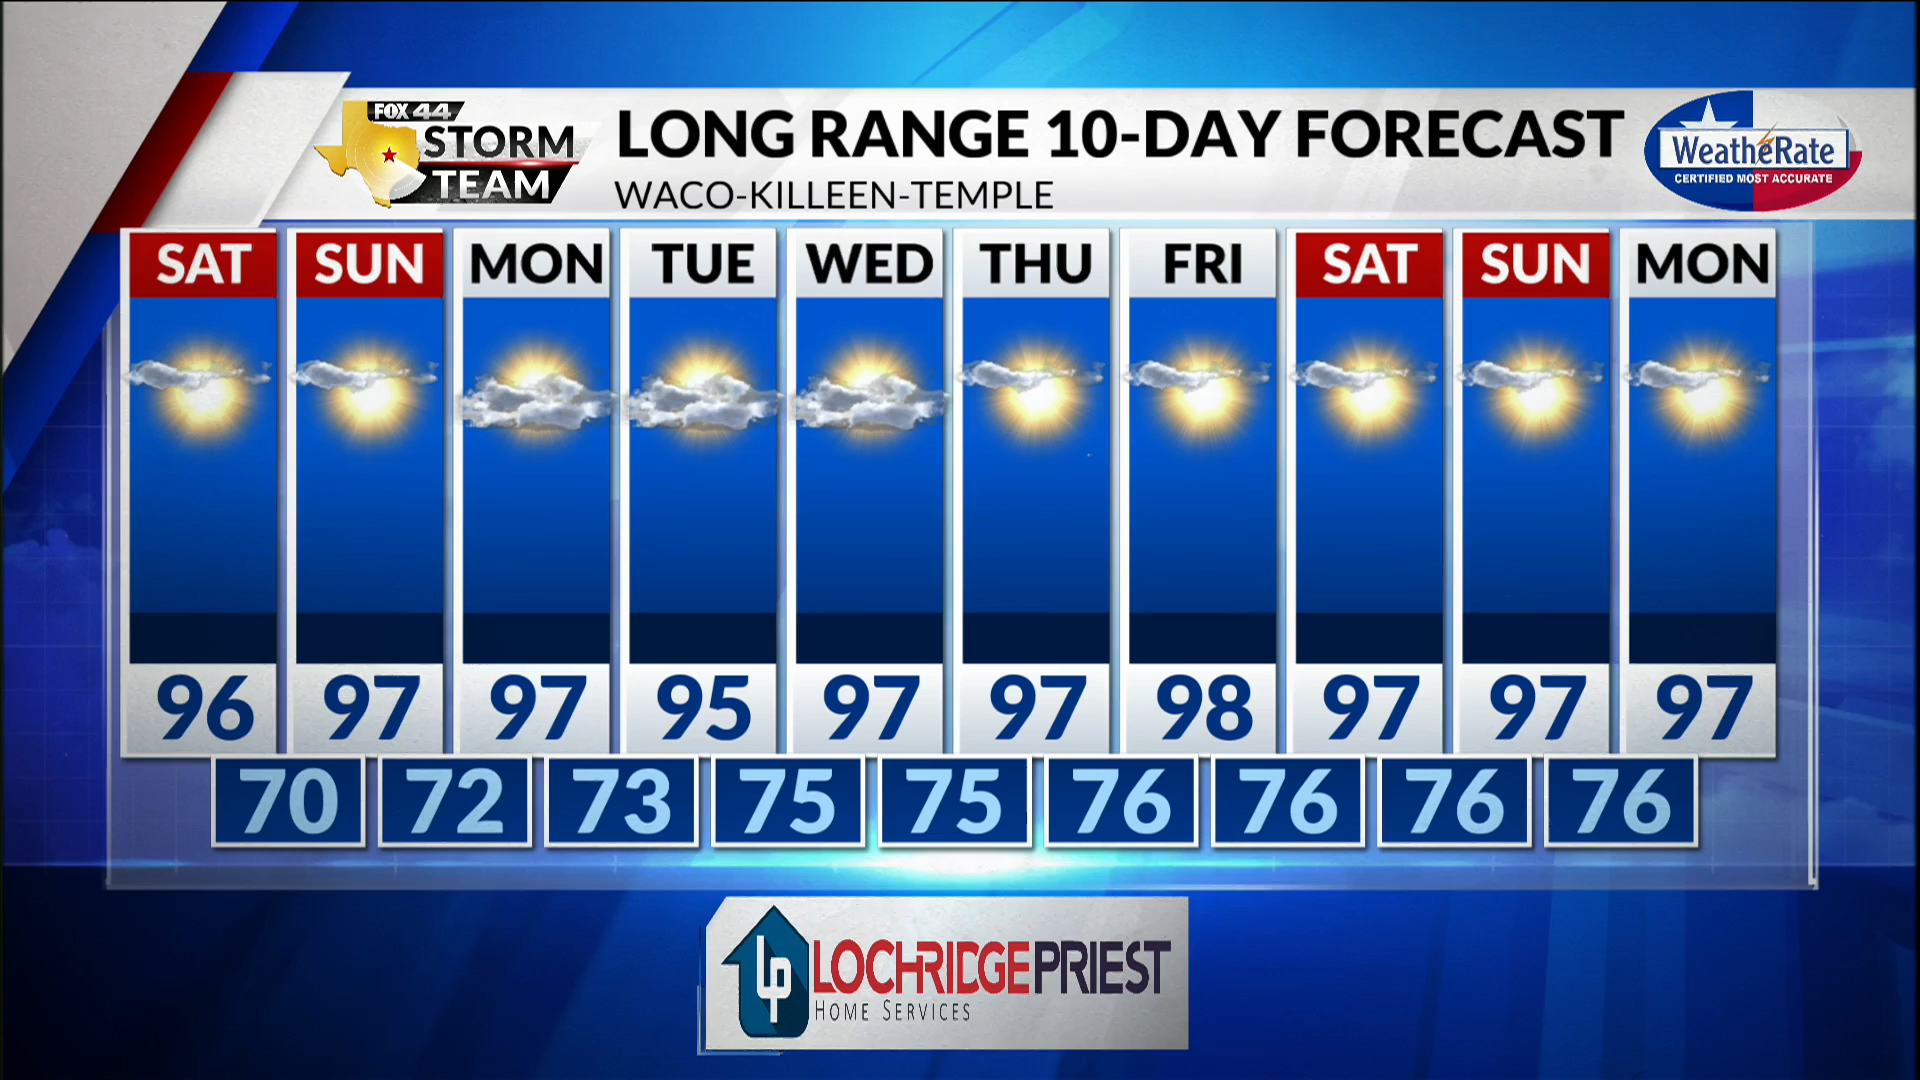 FOX 44
STORM
TEAM
LONG RANGE 10-DAY FORECAST
WACO-KILLEEN-TEMPLE
WeatheRate
CERTIFIED MOST ACCURATE
SAT SUN MON TUE WED THU FRI SAT SUN MON
96 97 97 95 97 97 98 97 97 97
70 72 73 75 75 76 76 76 76
lp LOCHRIDGEPRIEST
HOME SERVICES